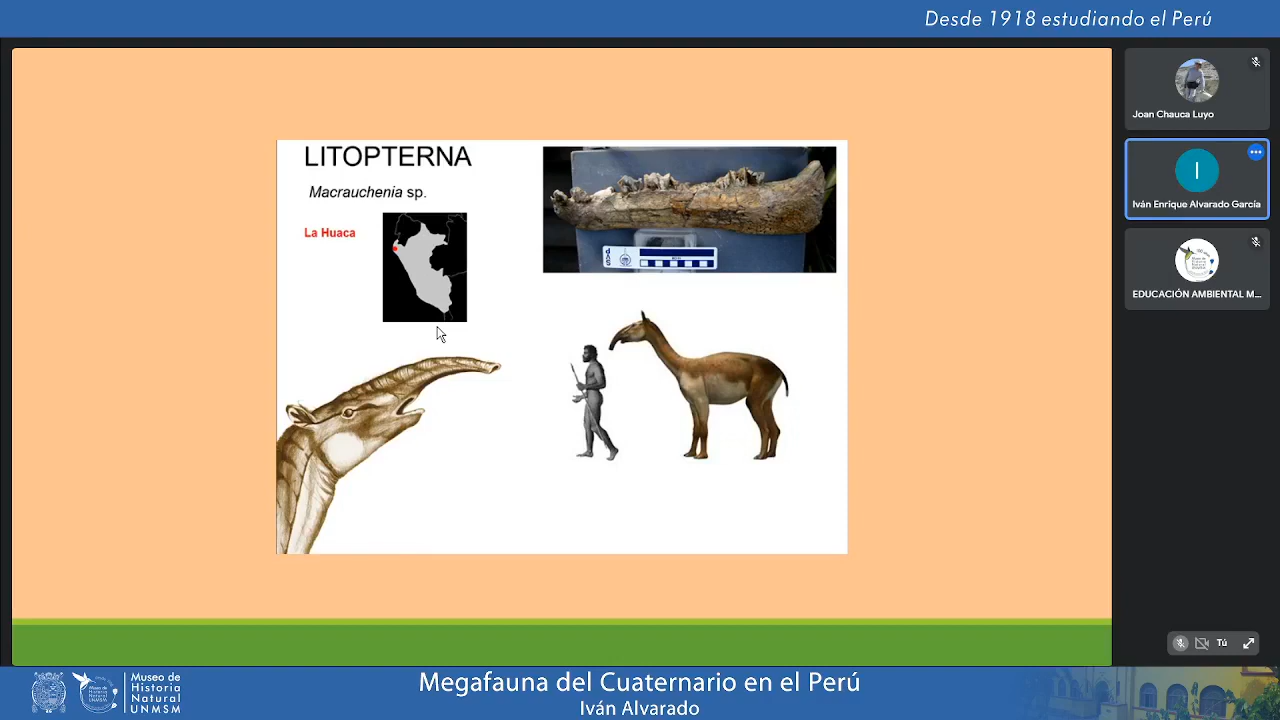 Desde 1918 estudiando el Perú
LITOPTERNA
Macrauchenia sp.
La Huaca
Joan Chauca Luyo
I
Iván Enrique Alvarado García
EDUCACIÓN AMBIENTAL M...
Tú
Museo de
Historia
Natural
UNMSM
Megafauna del Cuaternario en el Perú
Iván Alvarado